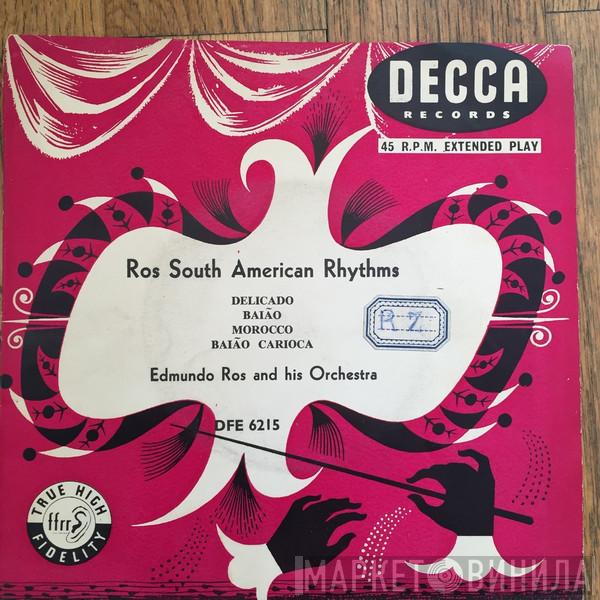 DECCA
RECORDS
45 R.P.M. EXTENDED PLAY
Ros South American Rhythms
DELICADO
BAIÃO
MOROCCO
BAIÃO CARIOCA
R Z
Edmundo Ros and his Orchestra
DFE 6215
TRUE HIGH
ffrr
FIDELITY
МАРКЕТ ВИНИЛА